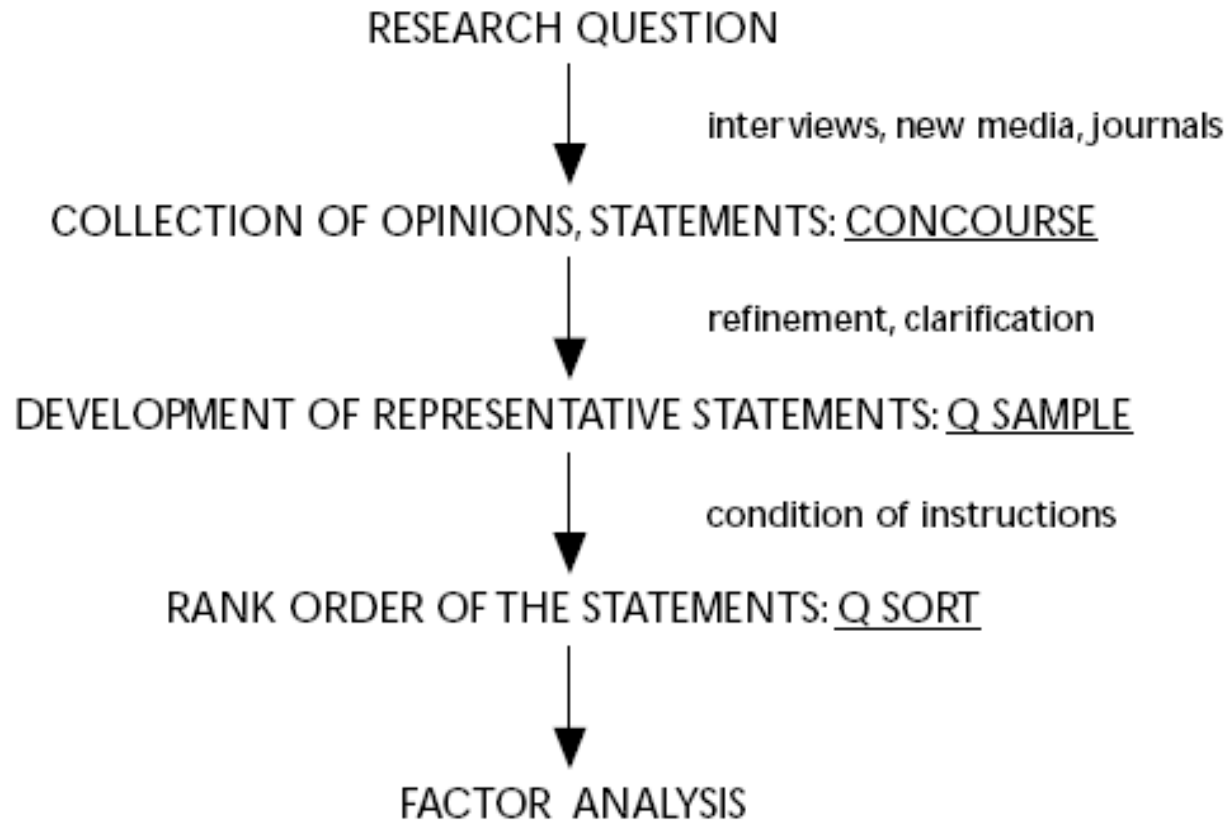 RESEARCH QUESTION
interviews, new media, journals
COLLECTION OF OPINIONS, STATEMENTS: CONCOURSE
refinement, clarification
DEVELOPMENT OF REPRESENTATIVE STATEMENTS: Q SAMPLE
condition of instructions
RANK ORDER OF THE STATEMENTS: Q SORT
FACTOR ANALYSIS